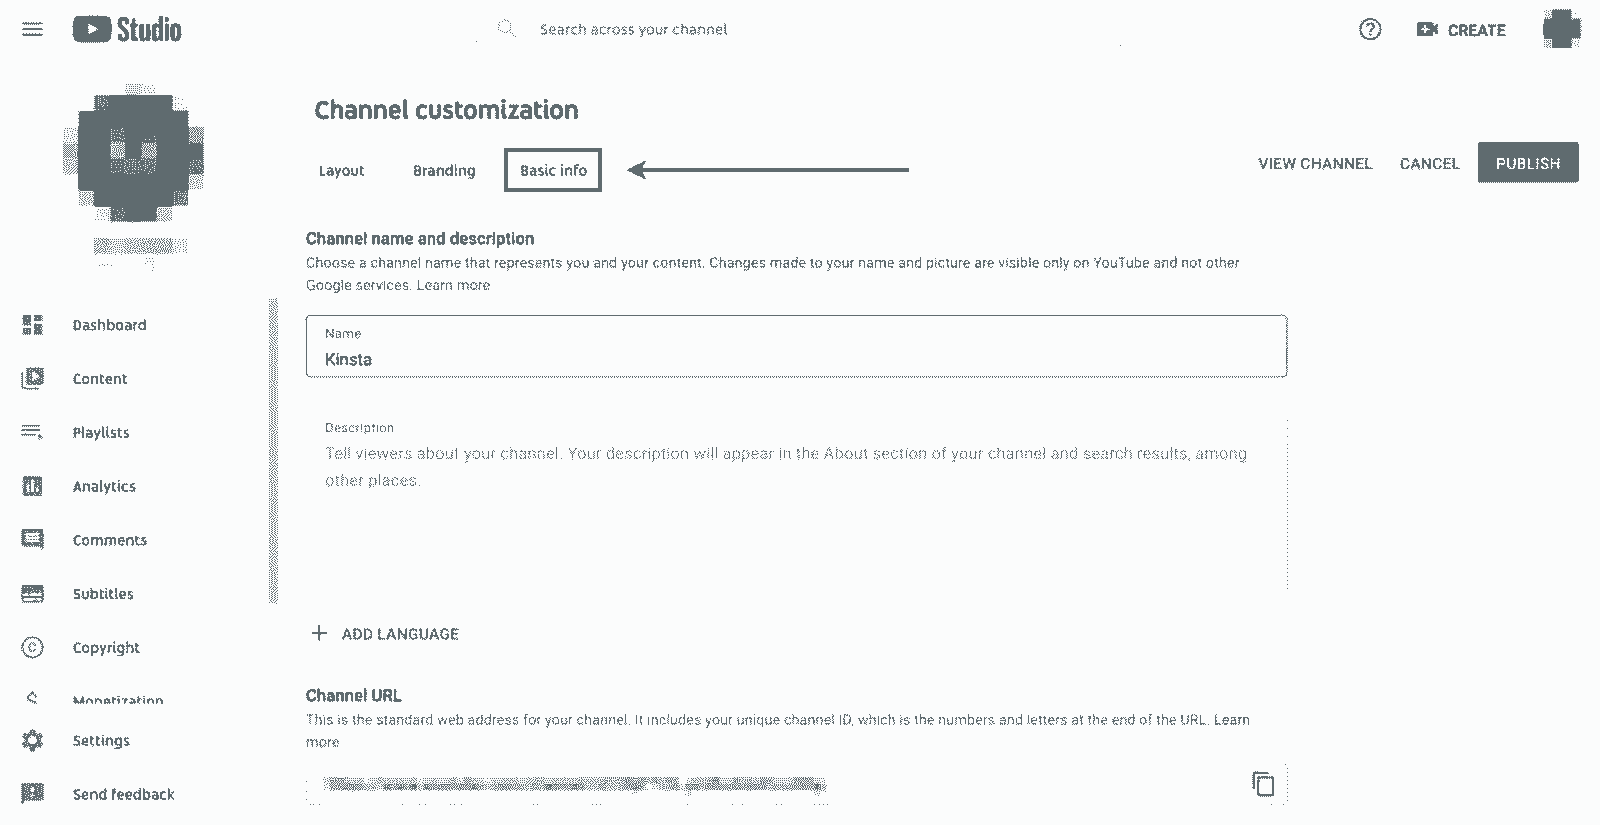 Studio
Search across your channel
CREATE
Channel customization
Layout
Branding
Basic info
VIEW CHANNEL
CANCEL
PUBLISH
Channel name and description
Choose a channel name that represents you and your content. Changes made to your name and picture are visible only on YouTube and not other
Google services. Learn more
Name
Kinsta
Description
Tell viewers about your channel. Your description will appear in the About section of your channel and search results, among
other places.
ADD LANGUAGE
Channel URL
This is the standard web address for your channel. It includes your unique channel ID, which is the numbers and letters at the end of the URL. Learn
more
Dashboard
Content
Playlists
Analytics
Comments
Subtitles
Copyright
Monetization
Settings
Send feedback